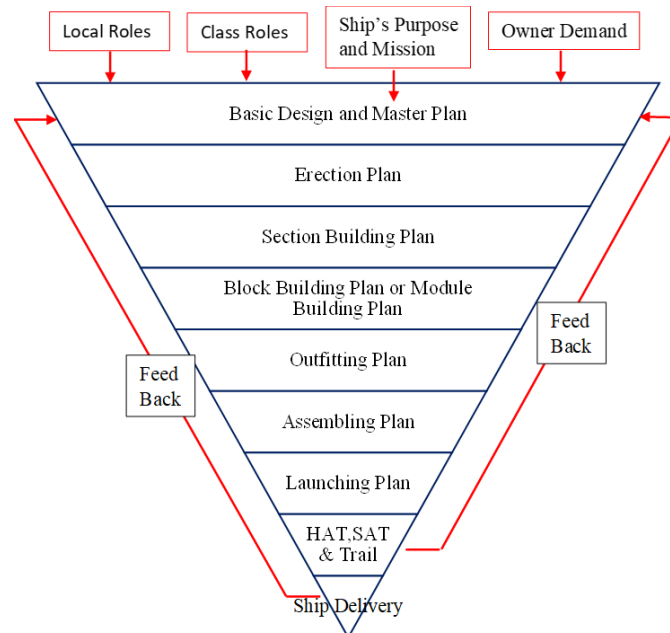 Local Roles
Class Roles
Ship's Purpose
and Mission
Owner Demand
Basic Design and Master Plan
Erection Plan
Section Building Plan
Block Building Plan or Module
Building Plan
Feed
Back
Outfitting Plan
Feed
Back
Assembling Plan
Launching Plan
HAT,SAT
& Trail
Ship Delivery